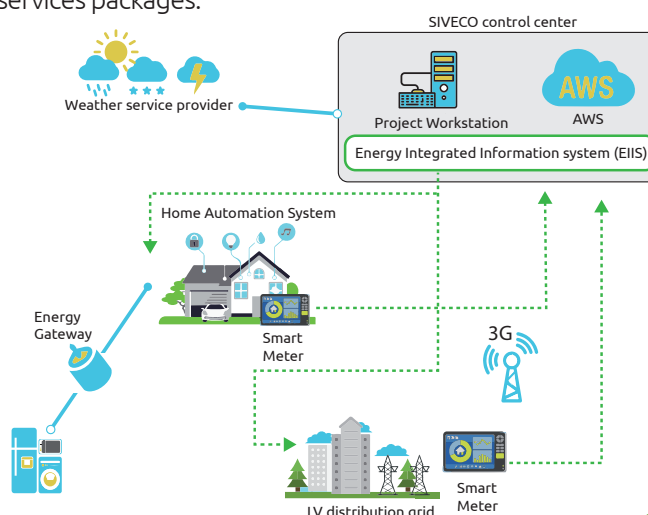 services packages.
SIVECO control center
Weather service provider
AWS
Project Workstation
AWS
Energy Integrated Information system (EIIS)
Home Automation System
Energy
Gateway
Smart
Meter
3G
Smart
Meter
LV distribution grid